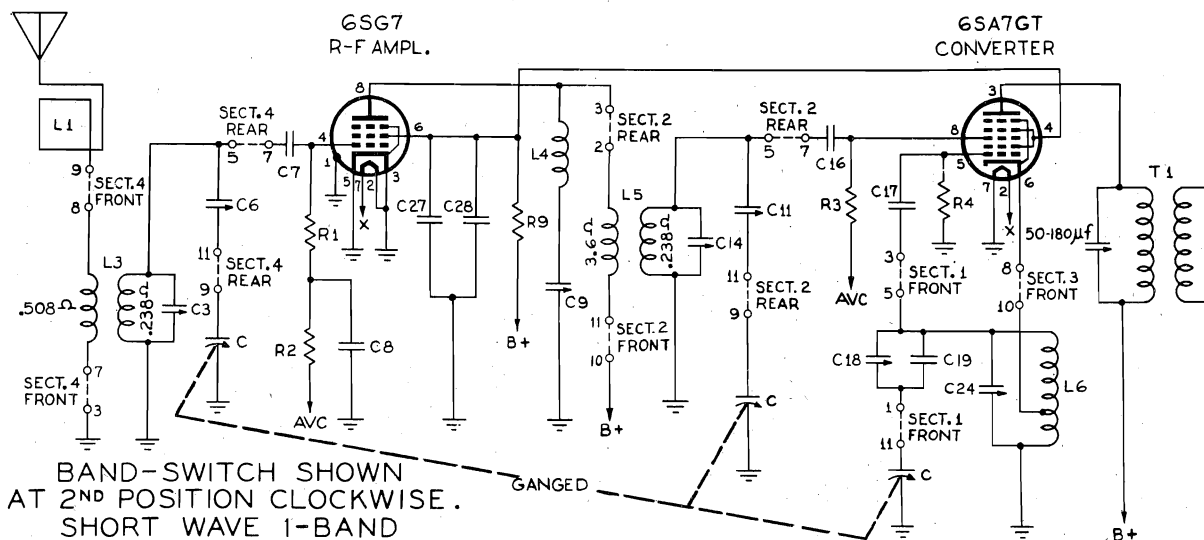 6SG7
R-F AMPL.
6SA7GT
CONVERTER
L1
9
SECT.4
FRONT
8
L3
.508Ω
.238Ω
C3
7
SECT.4
FRONT
3
SECT.4
REAR
5
7
C7
C6
11
SECT.4
REAR
9
C
8
4
1
6
5
7
2
3
X
R1
R2
C8
AVC
C27
C28
R9
B+
L4
C9
3
SECT.2
REAR
2
L5
3.6Ω
.238Ω
C14
11
SECT.2
FRONT
10
B+
SECT.2
REAR
5
7
C16
C11
11
SECT.2
REAR
9
C
R3
AVC
C17
R4
3
8
5
4
7
2
6
X
3
SECT.1
FRONT
5
8
SECT.3
FRONT
10
C18
C19
C24
L6
1
SECT.1
FRONT
11
C
T1
50-180μf
B+
GANGED
BAND-SWITCH SHOWN
AT 2ND POSITION CLOCKWISE.
SHORT WAVE 1-BAND